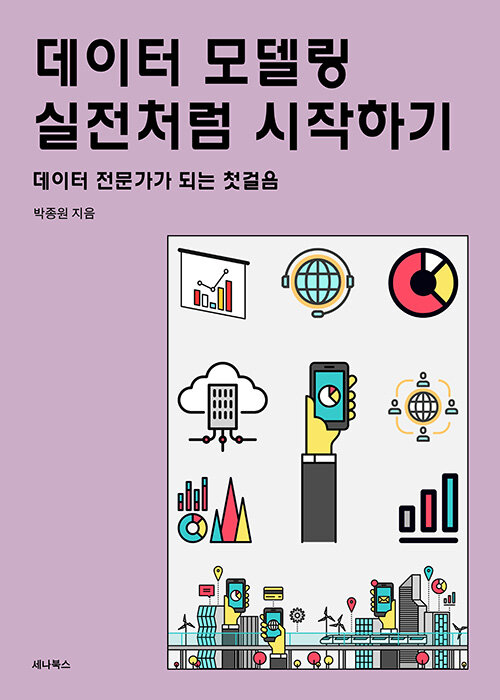 데이터 모델링
실전처럼 시작하기
데이터 전문가가 되는 첫걸음
박종원 지음
세나북스